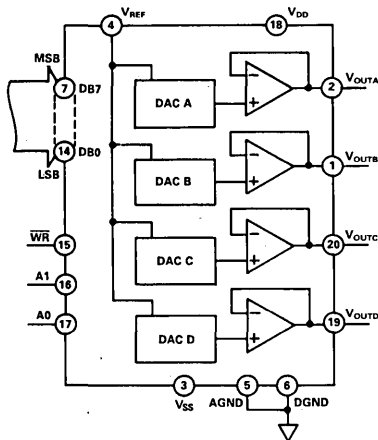 VREF
4
VDD
18
MSB
7 DB7
DAC A
2
VOUTA
14 DB0
LSB
DAC B
1
VOUTB
WR
15
A1
16
DAC C
20
VOUTC
A0
17
DAC D
19
VOUTD
3
VSS
5
AGND
6
DGND
−
+
−
+
−
+
−
+